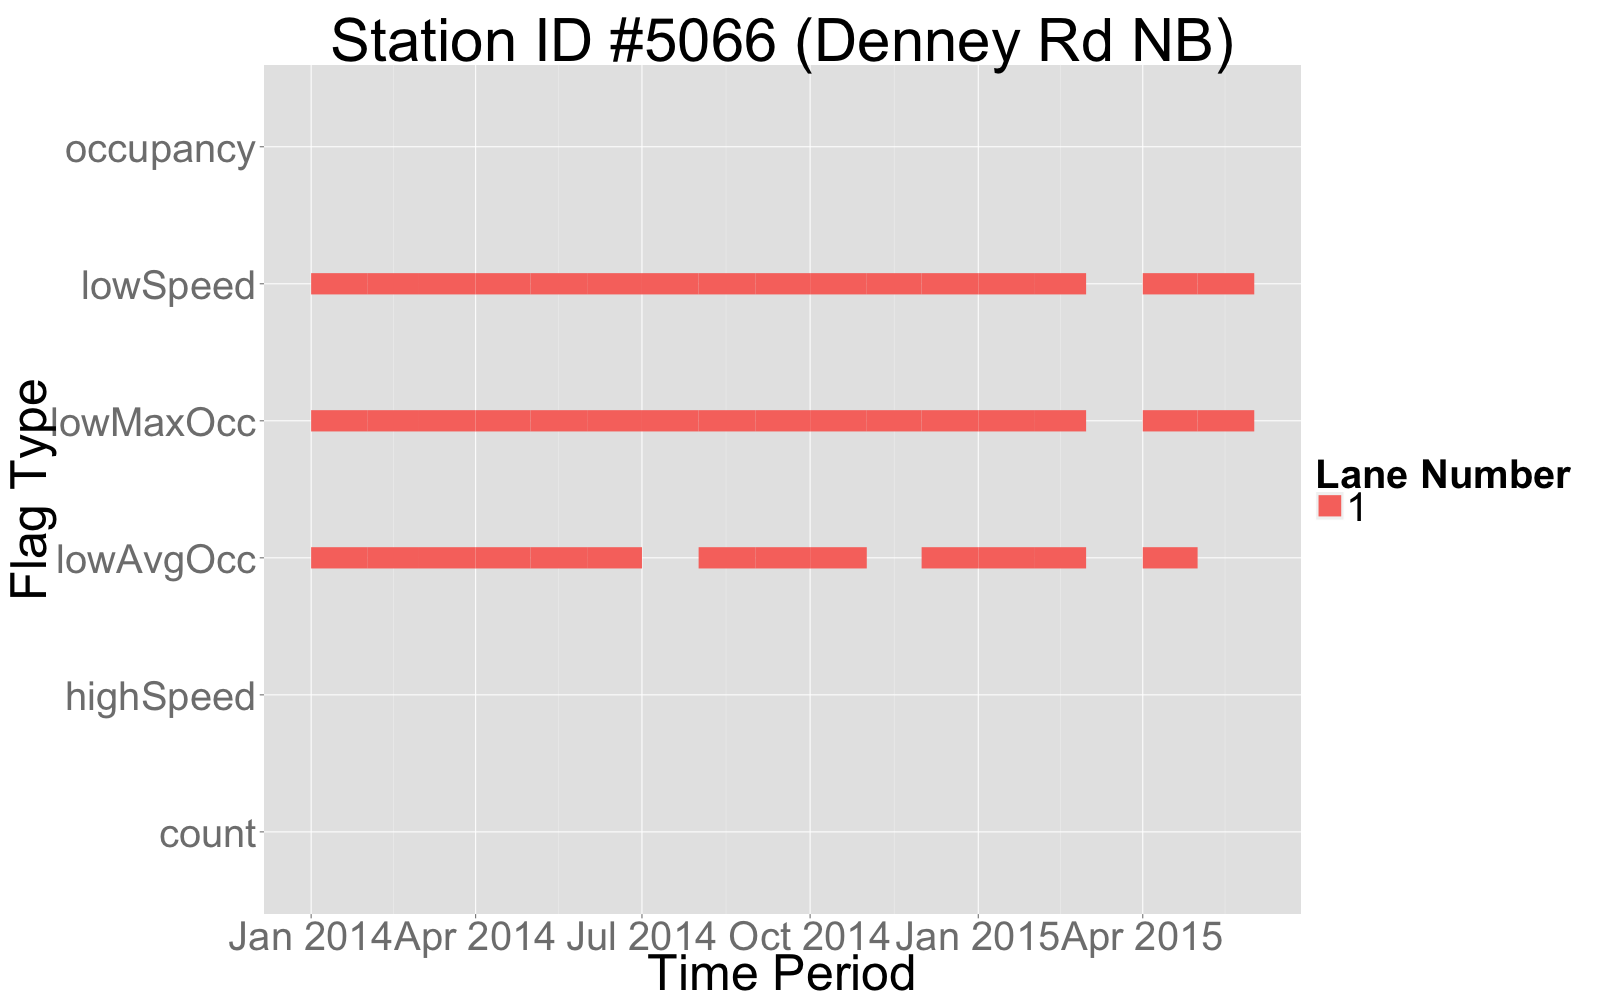 Station ID #5066 (Denney Rd NB)
Flag Type
occupancy
lowSpeed
lowMaxOcc
lowAvgOcc
highSpeed
count
Jan 2014 Apr 2014 Jul 2014 Oct 2014 Jan 2015 Apr 2015
Time Period
Lane Number
1